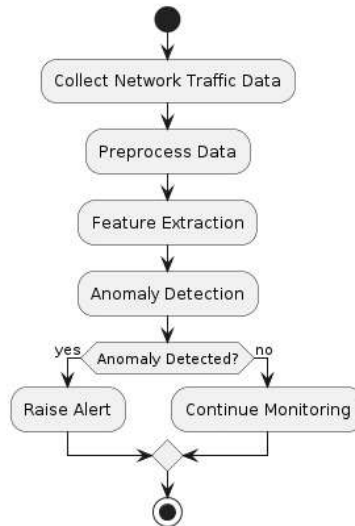 Collect Network Traffic Data
Preprocess Data
Feature Extraction
Anomaly Detection
yes
Anomaly Detected?
no
Raise Alert
Continue Monitoring